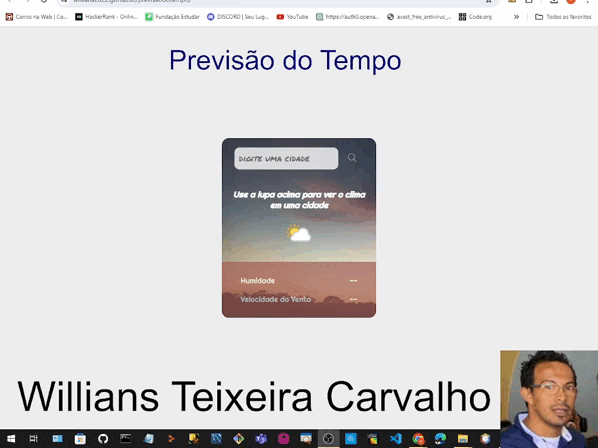 Carros na Web | Co...
HackerRank - Onlin...
Fundação Estudar
DISCORD | Seu Lug...
YouTube
https://auth0.opena...
avast_free_antivirus_...
Code.org
»
Todos os favoritos
Previsão do Tempo
DIGITE UMA CIDADE
Use a lupa acima para ver o clima
em uma cidade
Humidade --
Velocidade do Vento --
Willians Teixeira Carvalho